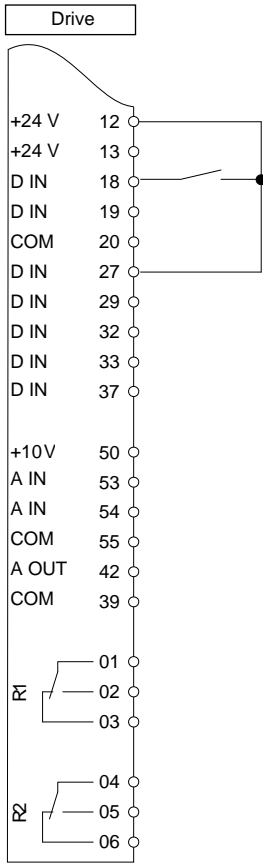 Drive
+24 V 12
+24 V 13
D IN 18
D IN 19
COM 20
D IN 27
D IN 29
D IN 32
D IN 33
D IN 37
+10V 50
A IN 53
A IN 54
COM 55
A OUT 42
COM 39
R1
01
02
03
R2
04
05
06